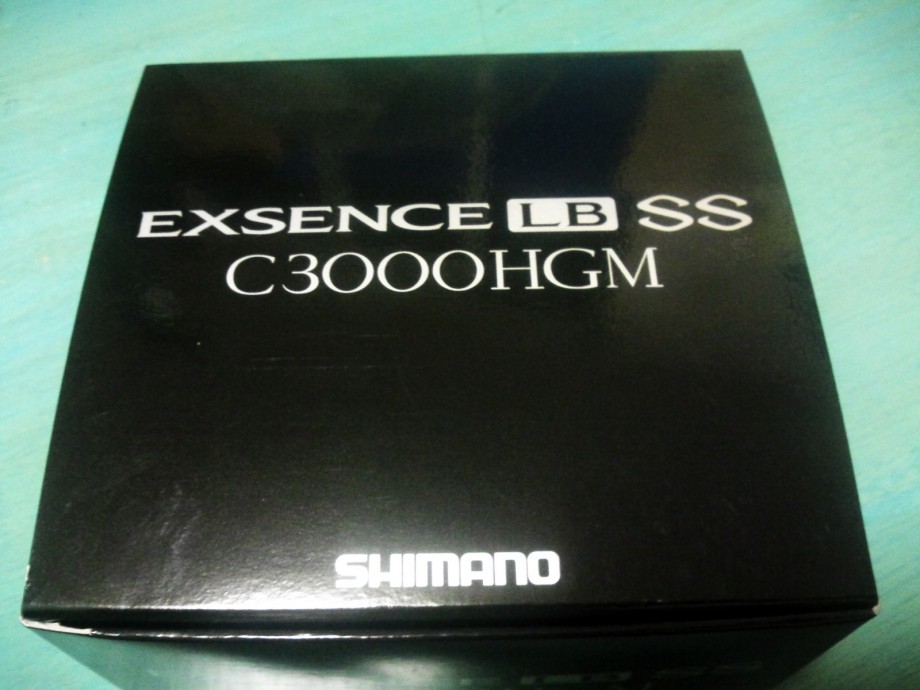 EXSENCE LB SS
C3000HGM
SHIMANO